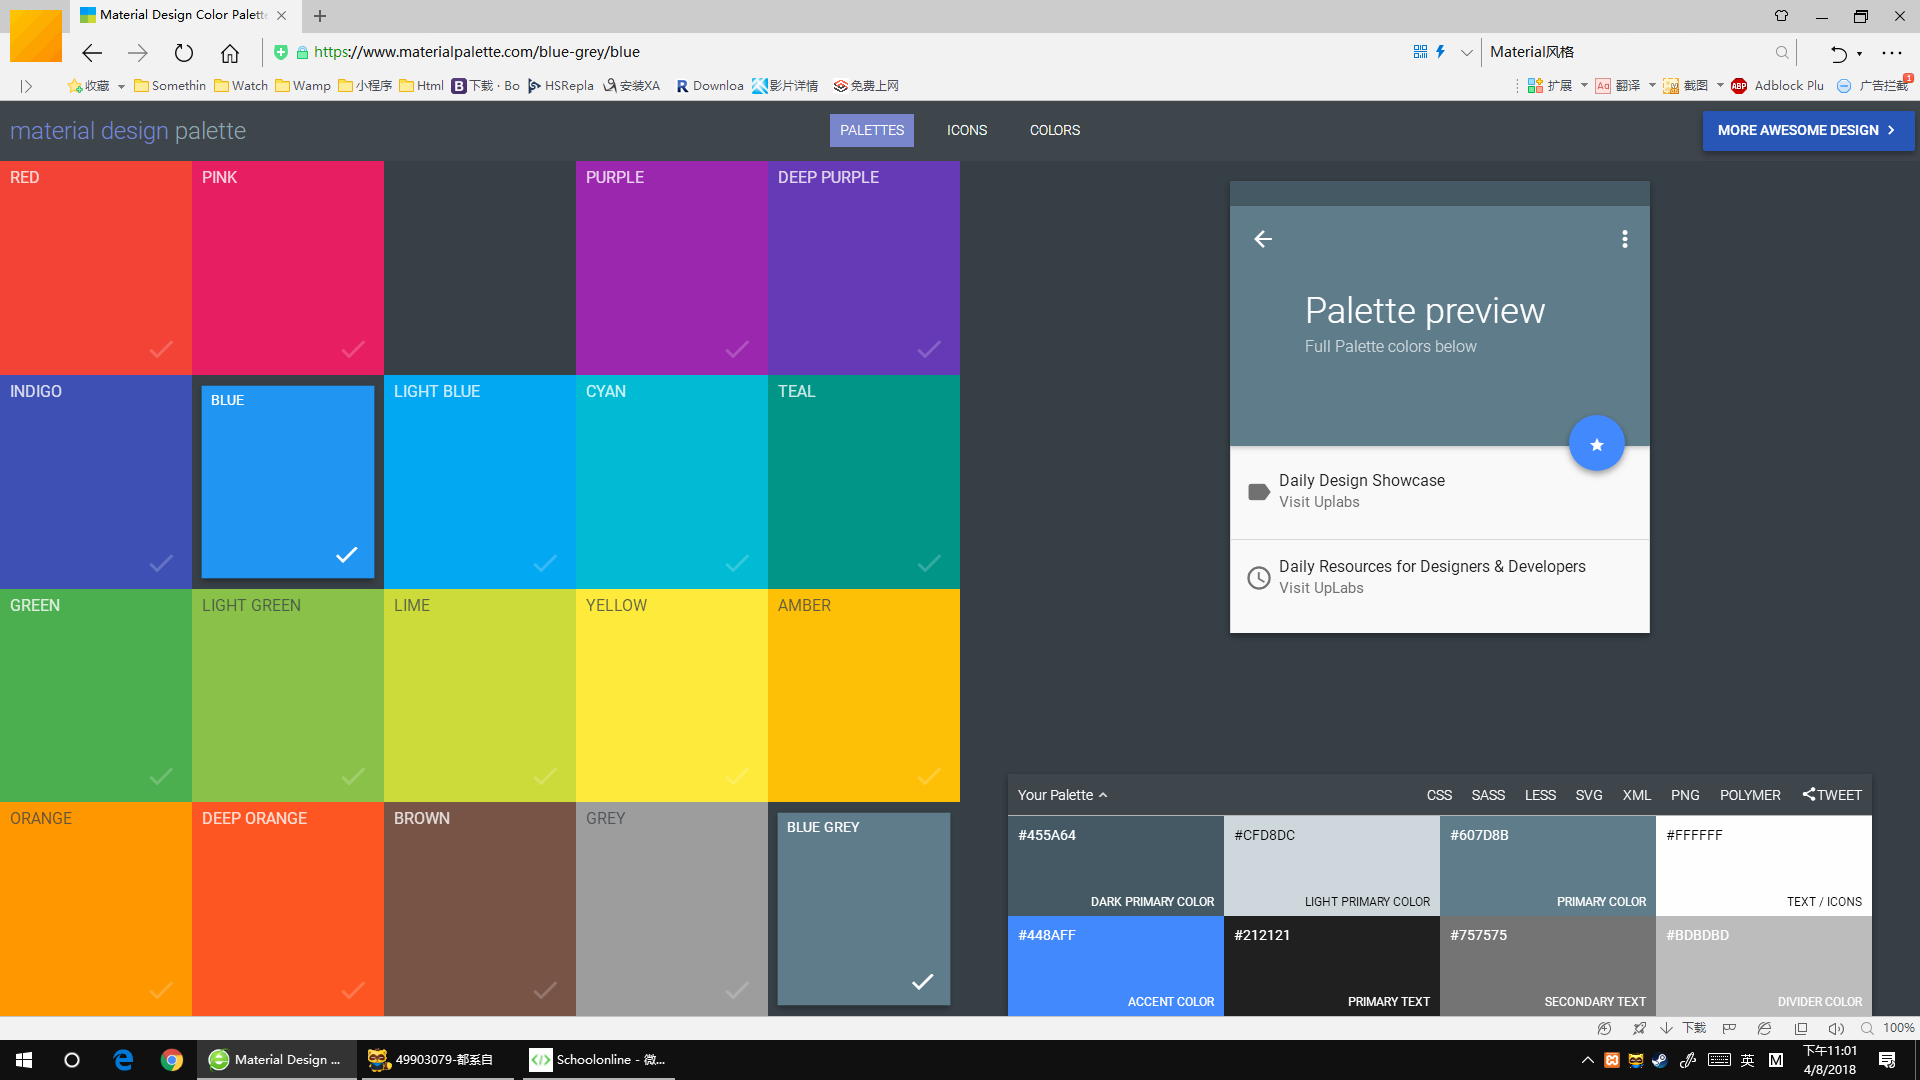 Material Design Color Palett
https://www.materialpalette.com/blue-grey/blue
Material风格
收藏 Somethin Watch Wamp 小程序 Html 下载 · Bo HSRepla 安装XA Downloa 影片详情 免费上网 扩展 翻译 截图 Adblock Plu 广告拦截 1
material design palette
PALETTES ICONS COLORS
MORE AWESOME DESIGN
RED PINK PURPLE DEEP PURPLE
INDIGO BLUE LIGHT BLUE CYAN TEAL
GREEN LIGHT GREEN LIME YELLOW AMBER
ORANGE DEEP ORANGE BROWN GREY BLUE GREY
Palette preview
Full Palette colors below
Daily Design Showcase
Visit Uplabs
Daily Resources for Designers & Developers
Visit UpLabs
Your Palette CSS SASS LESS SVG XML PNG POLYMER TWEET
#455A64 #CFD8DC #607D8B #FFFFFF
DARK PRIMARY COLOR LIGHT PRIMARY COLOR PRIMARY COLOR TEXT / ICONS
#448AFF #212121 #757575 #BDBDBD
ACCENT COLOR PRIMARY TEXT SECONDARY TEXT DIVIDER COLOR
下载 100%
Material Design ... 49903079-都系自 Schoolonline - 微... 英 M 下午11:01
4/8/2018